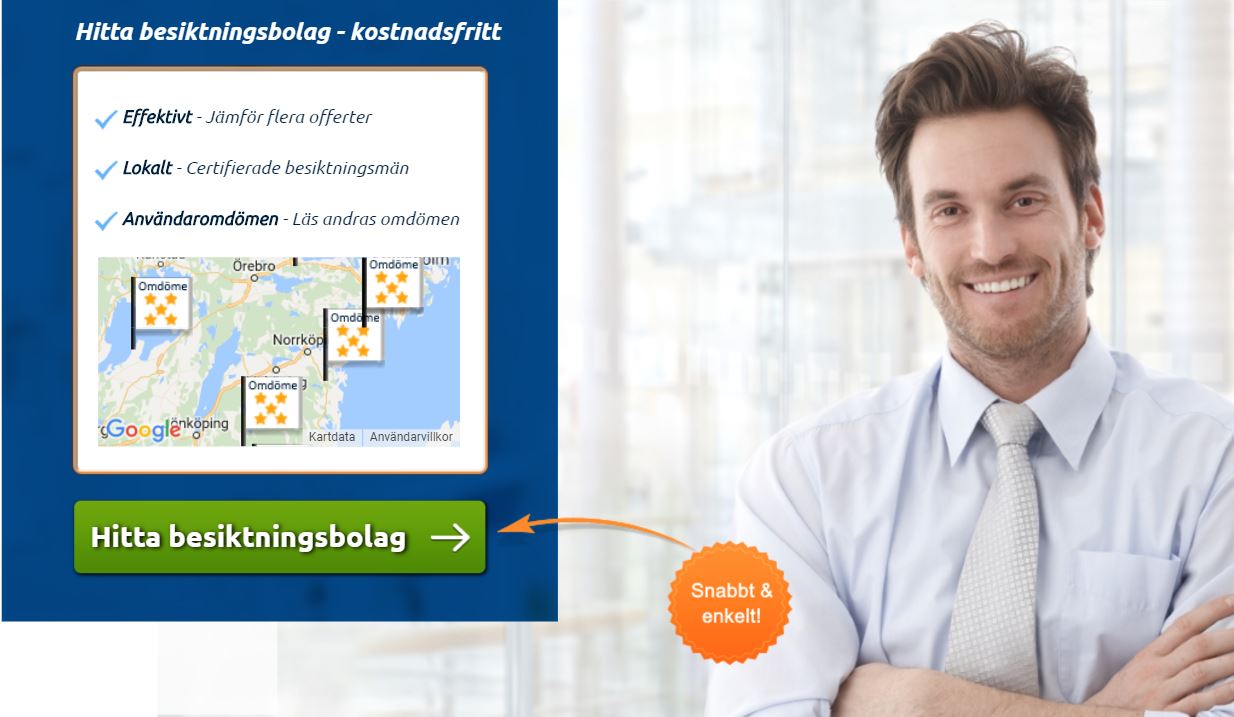 Hitta besiktningsbolag - kostnadsfritt
Effektivt - Jämför flera offerter
Lokalt - Certifierade besiktningsmän
Användaromdömen - Läs andras omdömen
Örebro
Omdöme
Omdöme
Omdöme
Norrköp
Omdöme
Google
önköping
Kartdata
Användarvillkor
Hitta besiktningsbolag
Snabbt &
enkelt!